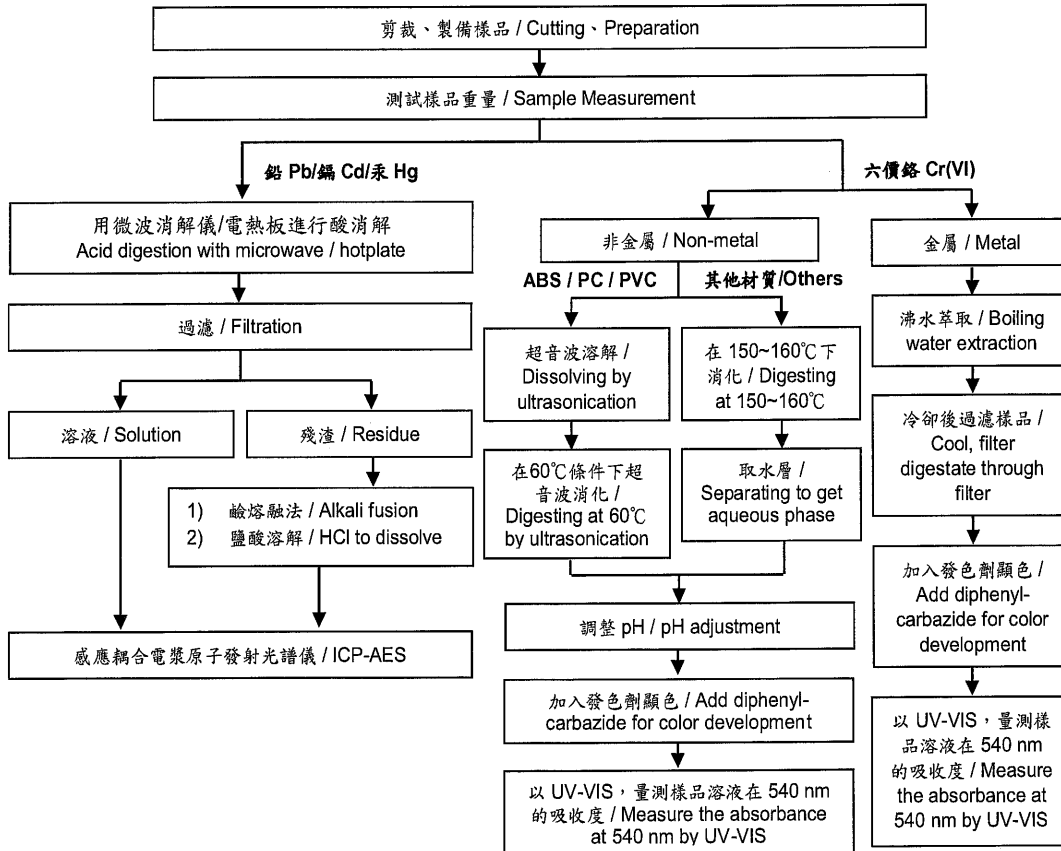 剪裁、製備樣品 / Cutting、Preparation
測試樣品重量 / Sample Measurement
鉛 Pb/鎘 Cd/汞 Hg
六價鉻 Cr(VI)
用微波消解儀/電熱板進行酸消解
Acid digestion with microwave / hotplate
過濾 / Filtration
溶液 / Solution
殘渣 / Residue
1) 鹼熔融法 / Alkali fusion
2) 鹽酸溶解 / HCl to dissolve
感應耦合電漿原子發射光譜儀 / ICP-AES
非金屬 / Non-metal
ABS / PC / PVC
其他材質/Others
超音波溶解 /
Dissolving by
ultrasonication
在60℃條件下超
音波消化 /
Digesting at 60℃
by ultrasonication
在 150~160℃下
消化 / Digesting
at 150~160℃
取水層 /
Separating to get
aqueous phase
調整 pH / pH adjustment
加入發色劑顯色 / Add diphenyl-
carbazide for color development
以 UV-VIS，量測樣品溶液在 540 nm
的吸收度 / Measure the absorbance
at 540 nm by UV-VIS
金屬 / Metal
沸水萃取 / Boiling
water extraction
冷卻後過濾樣品 /
Cool, filter
digestate through
filter
加入發色劑顯色 /
Add diphenyl-
carbazide for color
development
以 UV-VIS，量測樣
品溶液在 540 nm
的吸收度 / Measure
the absorbance at
540 nm by UV-VIS